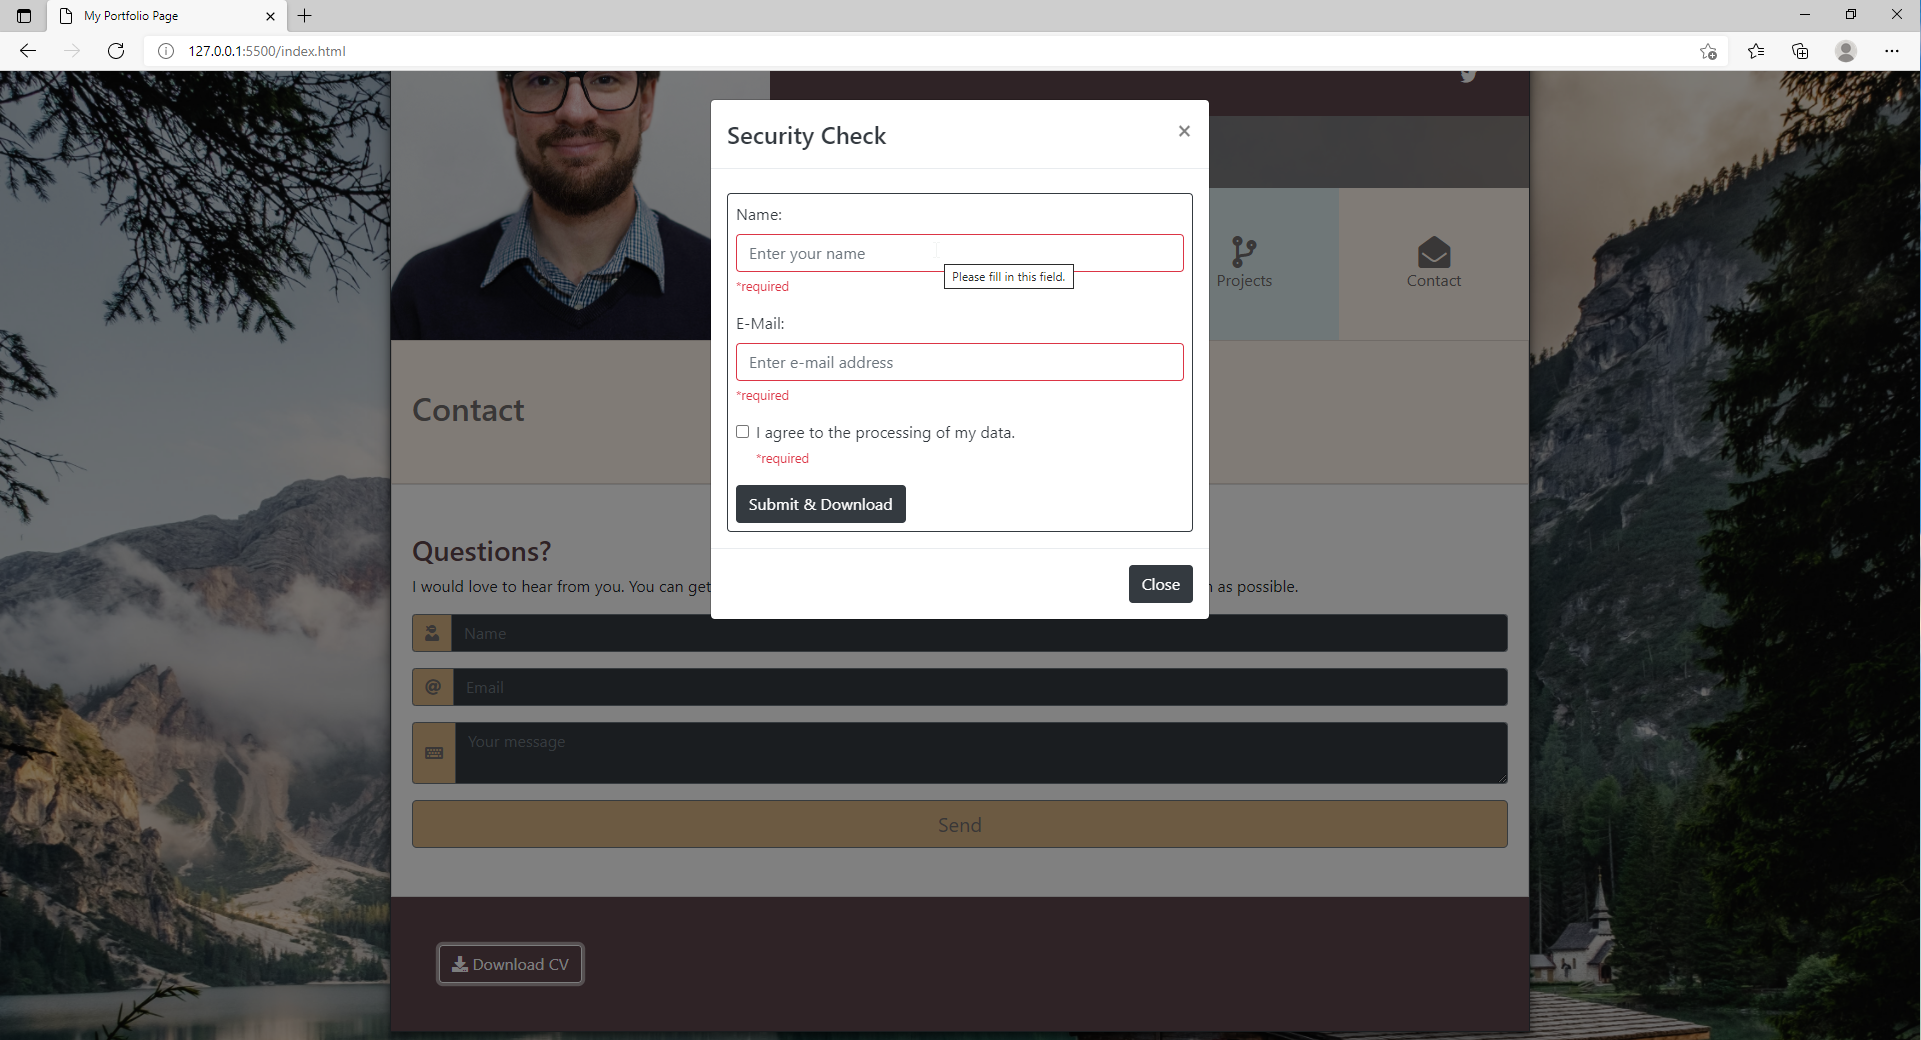 My Portfolio Page
127.0.0.1:5500/index.html
Security Check
×
Name:
Enter your name
Please fill in this field.
*required
E-Mail:
Enter e-mail address
*required
I agree to the processing of my data.
*required
Submit & Download
Close
Projects
Contact
Contact
Questions?
I would love to hear from you. You can get
as possible.
Name
@
Email
Your message
Send
Download CV